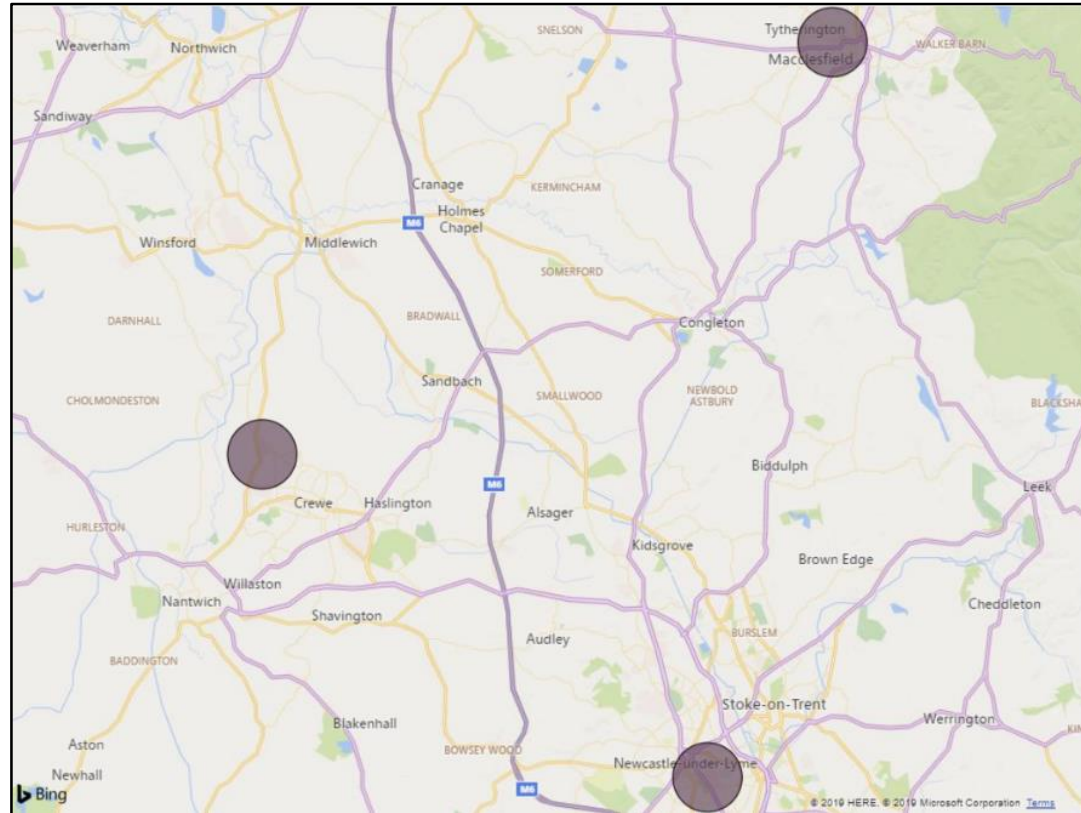 Tytherington
SNELSON
Weaverham
Northwich
WALKER BARN
Macclesfield
Sandiway
Cranage
KERMINCHAM
Holmes
Chapel
M6
Winsford
Middlewich
SOMERFORD
DARNHALL
BRADWALL
Congleton
Sandbach
NEWBOLD
ASTBURY
SMALLWOOD
CHOLMONDESTON
BLACKSHA
Biddulph
M6
Leek
Crewe
Haslington
Alsager
HURLESTON
Kidsgrove
Brown Edge
Willaston
Nantwich
Cheddleton
Shavington
BURSLEM
Audley
BADDINGTON
Stoke-on-Trent
Blakenhall
Werrington
KIN
Aston
BOWSEY WOOD
Newcastle-under-Lyme
Newhall
M6
Bing
© 2019 HERE, © 2019 Microsoft Corporation Terms